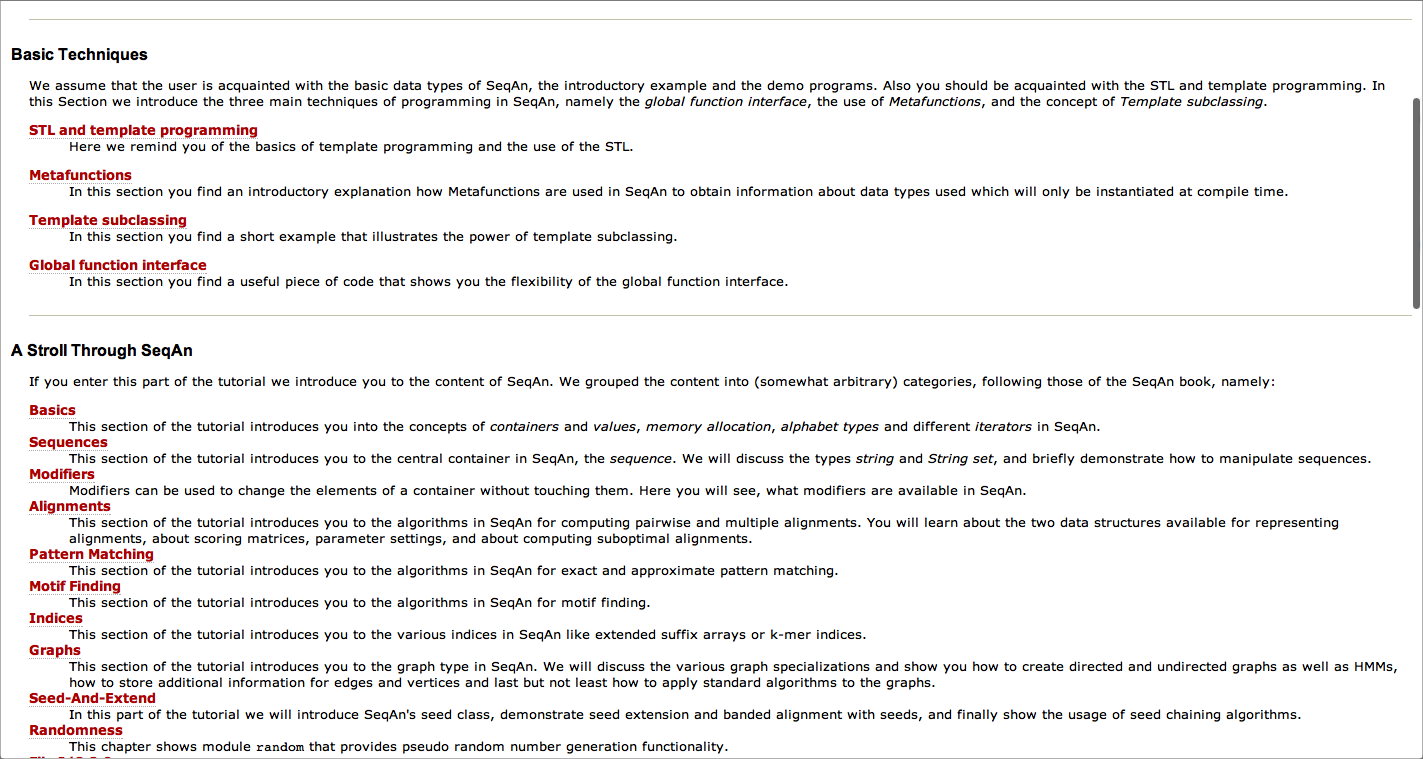 Basic Techniques
We assume that the user is acquainted with the basic data types of SeqAn, the introductory example and the demo programs. Also you should be acquainted with the STL and template programming. In
this Section we introduce the three main techniques of programming in SeqAn, namely the global function interface, the use of Metafunctions, and the concept of Template subclassing.
STL and template programming
Here we remind you of the basics of template programming and the use of the STL.
Metafunctions
In this section you find an introductory explanation how Metafunctions are used in SeqAn to obtain information about data types used which will only be instantiated at compile time.
Template subclassing
In this section you find a short example that illustrates the power of template subclassing.
Global function interface
In this section you find a useful piece of code that shows you the flexibility of the global function interface.
A Stroll Through SeqAn
If you enter this part of the tutorial we introduce you to the content of SeqAn. We grouped the content into (somewhat arbitrary) categories, following those of the SeqAn book, namely:
Basics
This section of the tutorial introduces you into the concepts of containers and values, memory allocation, alphabet types and different iterators in SeqAn.
Sequences
This section of the tutorial introduces you to the central container in SeqAn, the sequence. We will discuss the types string and String set, and briefly demonstrate how to manipulate sequences.
Modifiers
Modifiers can be used to change the elements of a container without touching them. Here you will see, what modifiers are available in SeqAn.
Alignments
This section of the tutorial introduces you to the algorithms in SeqAn for computing pairwise and multiple alignments. You will learn about the two data structures available for representing
alignments, about scoring matrices, parameter settings, and about computing suboptimal alignments.
Pattern Matching
This section of the tutorial introduces you to the algorithms in SeqAn for exact and approximate pattern matching.
Motif Finding
This section of the tutorial introduces you to the algorithms in SeqAn for motif finding.
Indices
This section of the tutorial introduces you to the various indices in SeqAn like extended suffix arrays or k-mer indices.
Graphs
This section of the tutorial introduces you to the graph type in SeqAn. We will discuss the various graph specializations and show you how to create directed and undirected graphs as well as HMMs,
how to store additional information for edges and vertices and last but not least how to apply standard algorithms to the graphs.
Seed-And-Extend
In this part of the tutorial we will introduce SeqAn's seed class, demonstrate seed extension and banded alignment with seeds, and finally show the usage of seed chaining algorithms.
Randomness
This chapter shows module random that provides pseudo random number generation functionality.